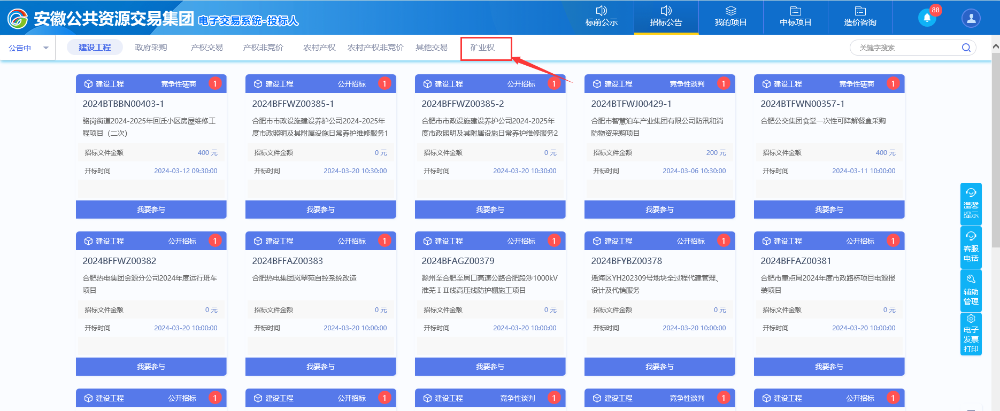 安徽公共资源交易集团 电子交易系统-投标人
标前公示 招标公告 我的项目 中标项目 造价咨询 88
公告中 建设工程 政府采购 产权交易 产权非竞价 农村产权 农村产权非竞价 其他交易 矿业权 关键字搜索
建设工程 竞争性磋商 1
2024BTBBN00403-1
骆岗街道2024-2025年回迁小区房屋维修工
程项目（二次）
招标文件金额 400 元
开标时间 2024-03-12 09:30:00
我要参与
建设工程 公开招标 1
2024BFFWZ00385-1
合肥市市政设施建设养护公司2024-2025年
度市政照明及其附属设施日常养护维修服务1
招标文件金额 0 元
开标时间 2024-03-20 10:30:00
我要参与
建设工程 公开招标 1
2024BFFWZ00385-2
合肥市市政设施建设养护公司2024-2025年
度市政照明及其附属设施日常养护维修服务2
招标文件金额 0 元
开标时间 2024-03-20 10:30:00
我要参与
建设工程 竞争性谈判 1
2024BTFWJ00429-1
合肥市智慧泊车产业集团有限公司防汛和消
防物资采购项目
招标文件金额 200 元
开标时间 2024-03-06 10:30:00
我要参与
建设工程 竞争性磋商 1
2024BTFWN00357-1
合肥公交集团食堂一次性可降解餐盒采购
招标文件金额 400 元
开标时间 2024-03-11 10:00:00
我要参与
建设工程 公开招标 1
2024BFFWZ00382
合肥热电集团金源分公司2024年度运行班车
项目
招标文件金额 0 元
开标时间 2024-03-20 10:00:00
我要参与
建设工程 公开招标 1
2024BFFAZ00383
合肥热电集团岚翠苑自控系统改造
招标文件金额 0 元
开标时间 2024-03-20 10:00:00
我要参与
建设工程 公开招标 1
2024BFAGZ00379
滁州至合肥至周口高速公路合肥段涉1000kV
淮芜ⅠⅡ线高压线防护棚施工项目
招标文件金额 0 元
开标时间 2024-03-20 10:00:00
我要参与
建设工程 公开招标 1
2024BFYBZ00378
瑶海区YH202309号地块全过程代建管理、
设计及代销服务
招标文件金额 0 元
开标时间 2024-03-20 10:00:00
我要参与
建设工程 公开招标 1
2024BFFAZ00381
合肥市重点局2024年度市政路桥项目电源报
装项目
招标文件金额 0 元
开标时间 2024-03-20 10:00:00
我要参与
建设工程 公开招标 1
建设工程 公开招标 1
建设工程 竞争性谈判 1
建设工程 竞争性谈判 1
建设工程 公开招标 1
温馨
提示
客服
电话
辅助
管理
电子
发票
打印